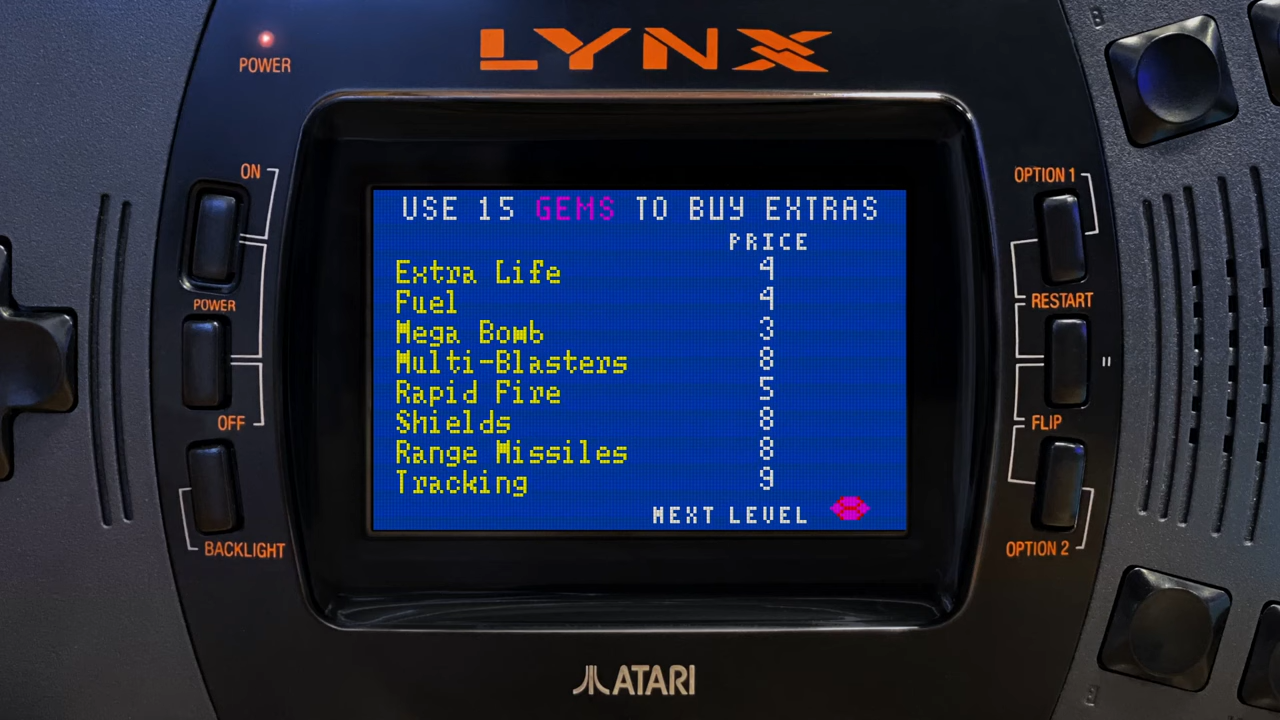 LYNX
POWER
ON
POWER
OFF
BACKLIGHT
USE 15 GEMS TO BUY EXTRAS
PRICE
Extra Life 4
Fuel 4
Mega Bomb 3
Multi-Blasters 8
Rapid Fire 5
Shields 8
Range Missiles 8
Tracking 9
NEXT LEVEL
B
OPTION 1
RESTART
"
FLIP
OPTION 2
ATARI